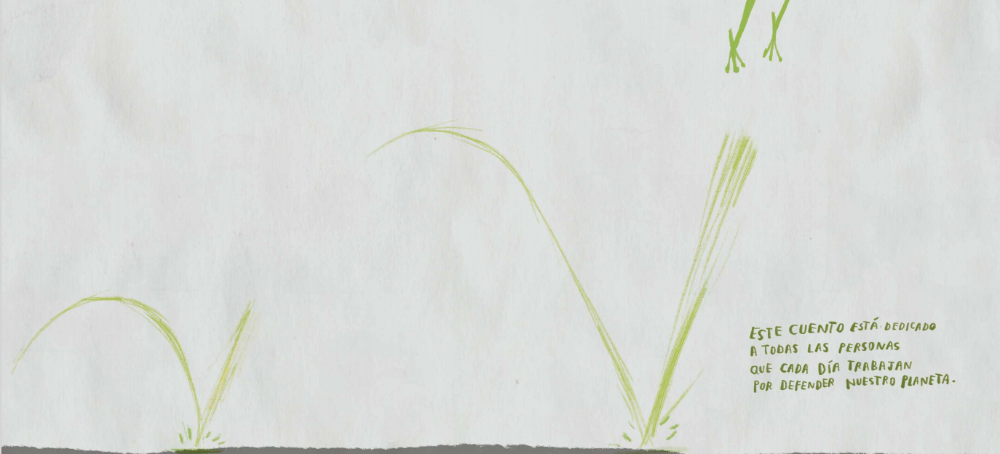 ESTE CUENTO ESTÁ DEDICADO
A TODAS LAS PERSONAS
QUE CADA DÍA TRABAJAN
POR DEFENDER NUESTRO PLANETA.